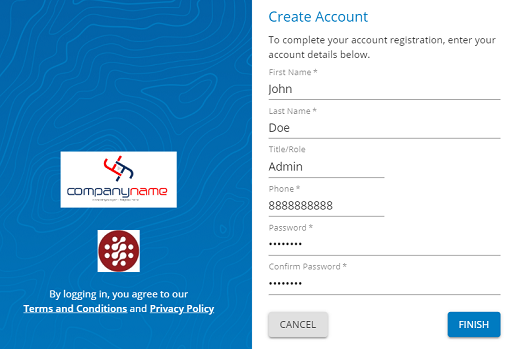 companyname
By logging in, you agree to our
Terms and Conditions and Privacy Policy
Create Account
To complete your account registration, enter your
account details below.
First Name *
John
Last Name *
Doe
Title/Role
Admin
Phone *
8888888888
Password *
••••••••
Confirm Password *
••••••••
CANCEL
FINISH